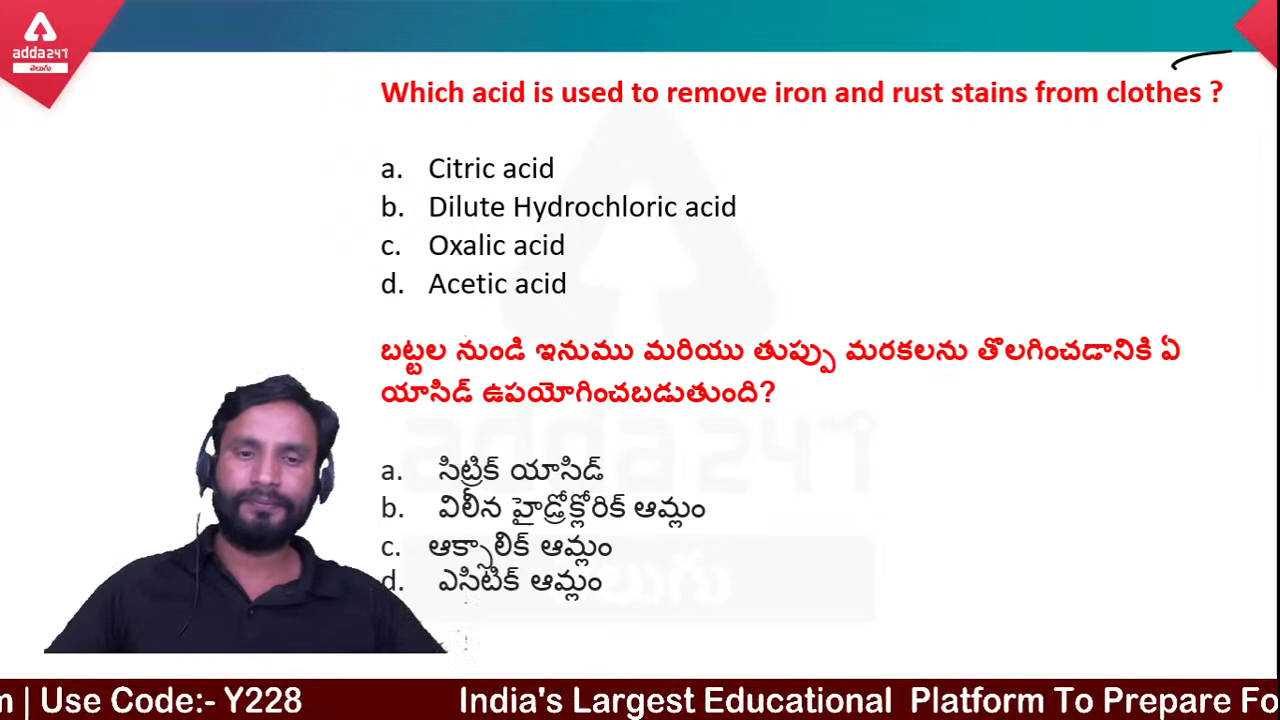 adda247
తెలుగు
Which acid is used to remove iron and rust stains from clothes ?
a. Citric acid
b. Dilute Hydrochloric acid
c. Oxalic acid
d. Acetic acid
బట్టల నుండి ఇనుము మరియు తుప్పు మరకలను తొలగించడానికి ఏ
యాసిడ్ ఉపయోగించబడుతుంది?
a. సిట్రిక్ యాసిడ్
b. విలీన హైడ్రోక్లోరిక్ ఆమ్లం
c. ఆక్సాలిక్ ఆమ్లం
d. ఎసిటిక్ ఆమ్లం
adda247
తెలుగు
m | Use Code:- Y228 India's Largest Educational Platform To Prepare Fo